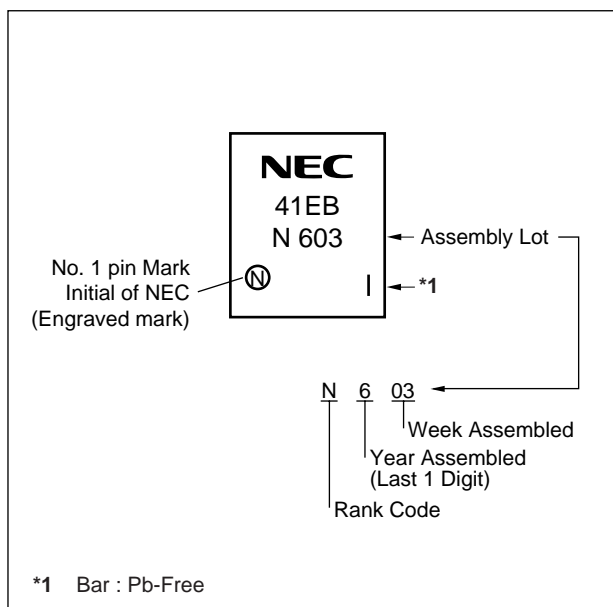 NEC
41EB
N 603
Assembly Lot
No. 1 pin Mark
Initial of NEC
(Engraved mark)
N
*1
N 6 03
Week Assembled
Year Assembled
(Last 1 Digit)
Rank Code
*1 Bar : Pb-Free